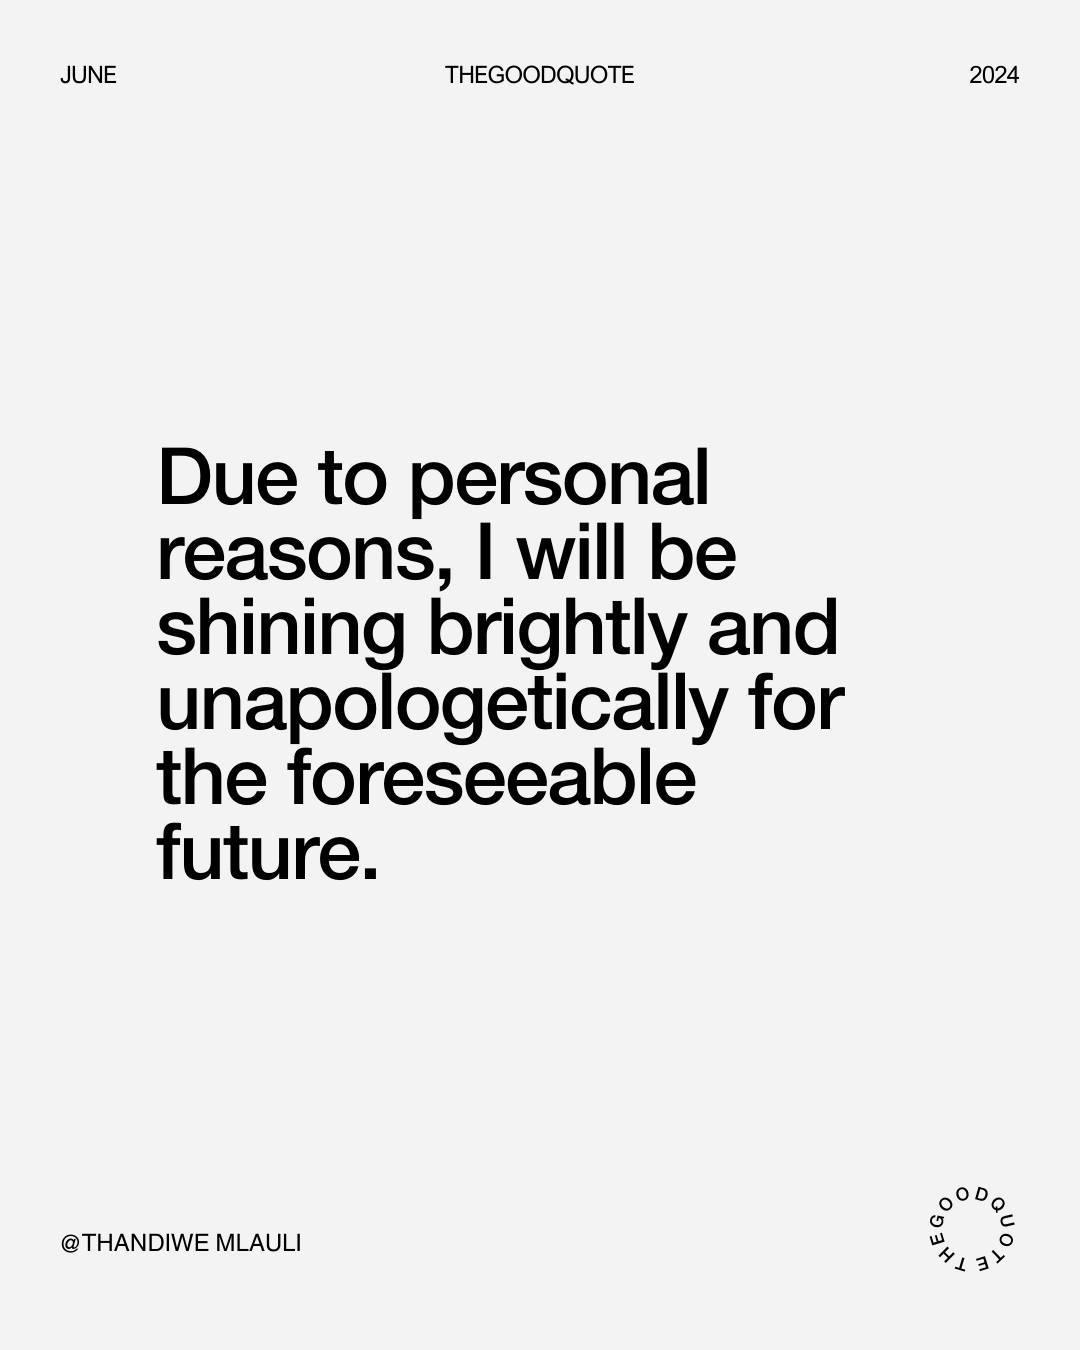 JUNE THEGOODQUOTE 2024
Due to personal
reasons, I will be
shining brightly and
unapologetically for
the foreseeable
future.
@THANDIWE MLAULI
THEGOODQUOTE